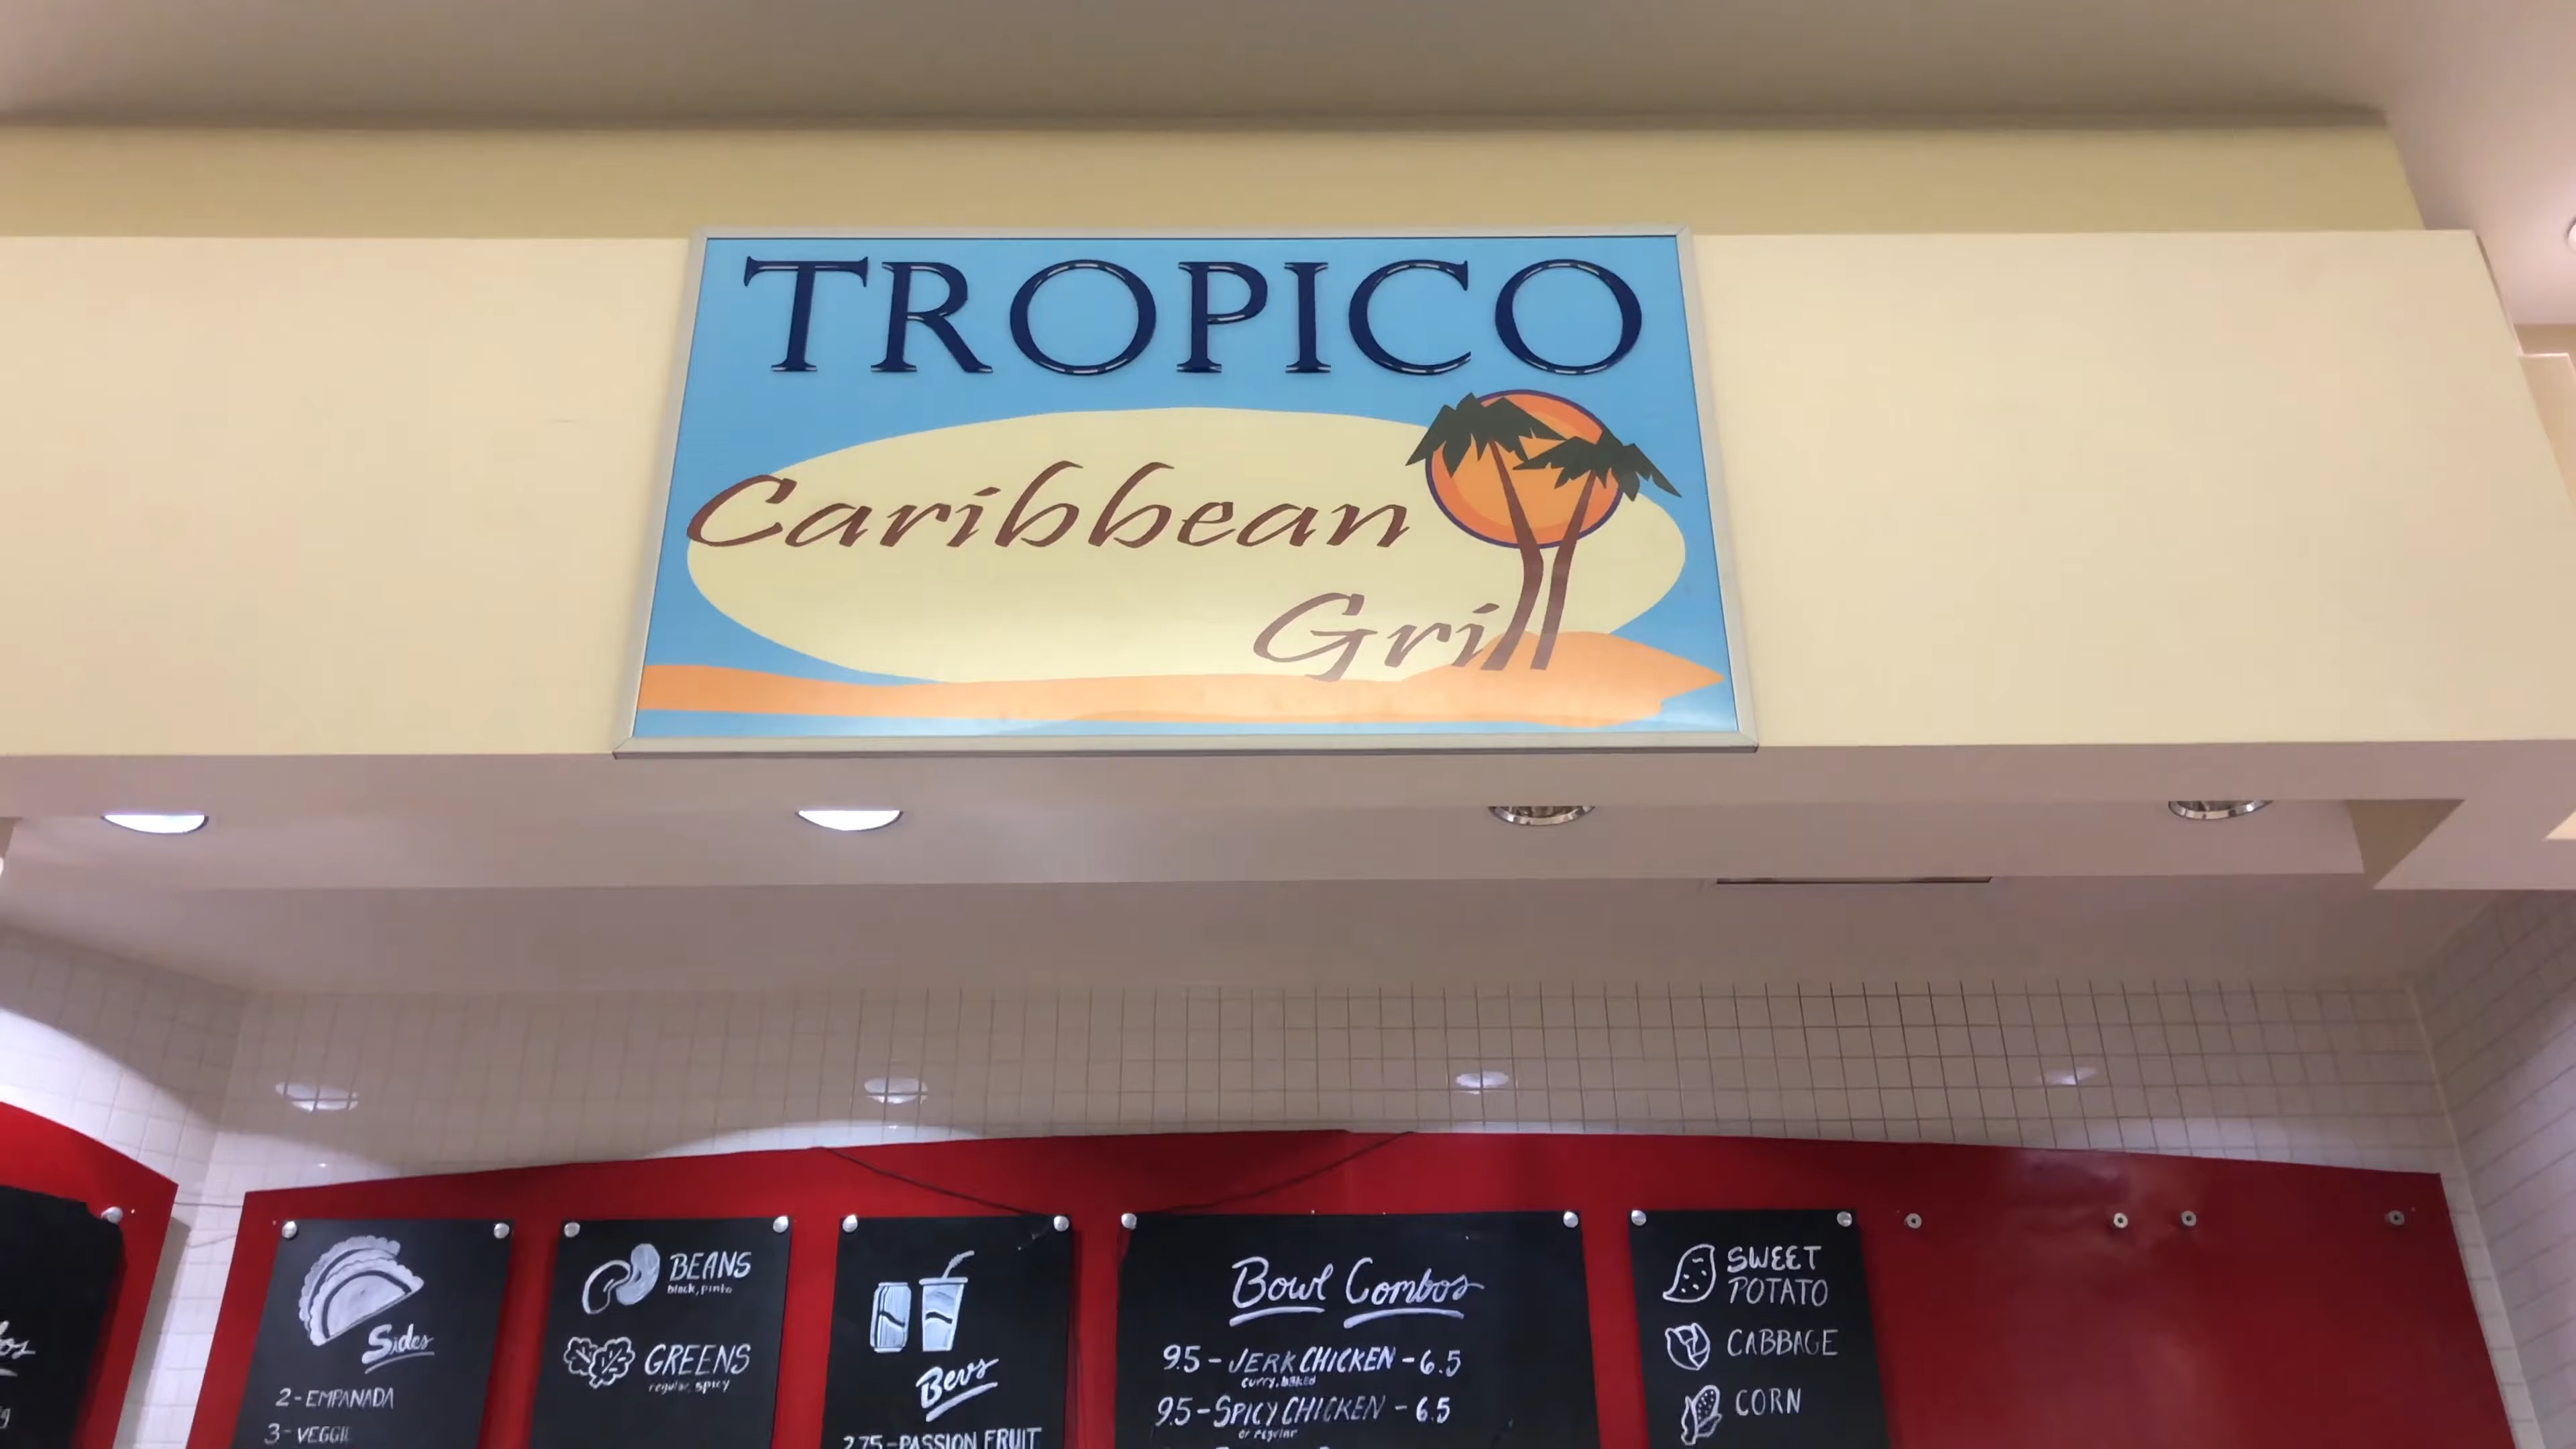 TROPICO
Caribbean
Grill
Sides
2-EMPANADA
3-VEGGIE
BEANS
black, pinto
GREENS
regular, spicy
Bevs
2.75-PASSION FRUIT
Bowl Combos
9.5-JERK CHICKEN-6.5
curry, baked
9.5-SPICY CHICKEN-6.5
or regular
SWEET
POTATO
CABBAGE
CORN